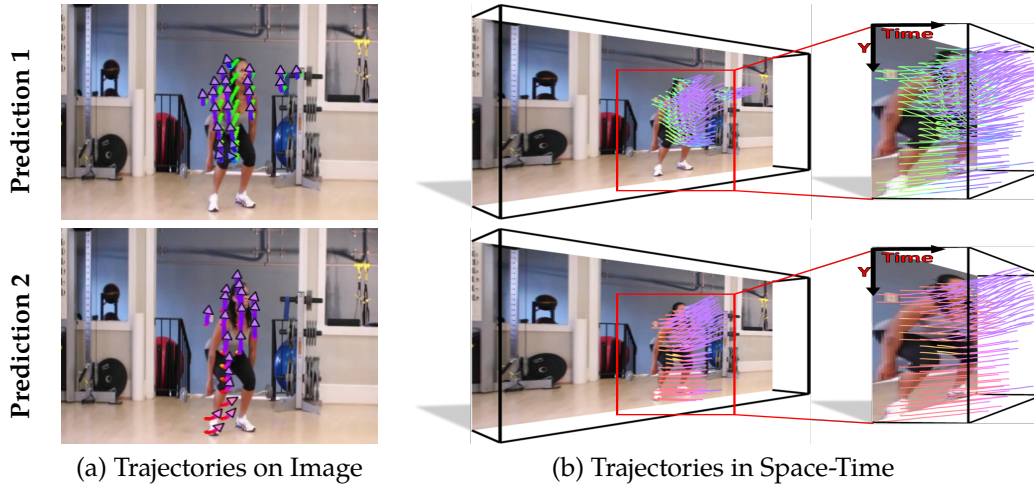 Prediction 1
Time
Y
Prediction 2
Time
Y
(a) Trajectories on Image
(b) Trajectories in Space-Time